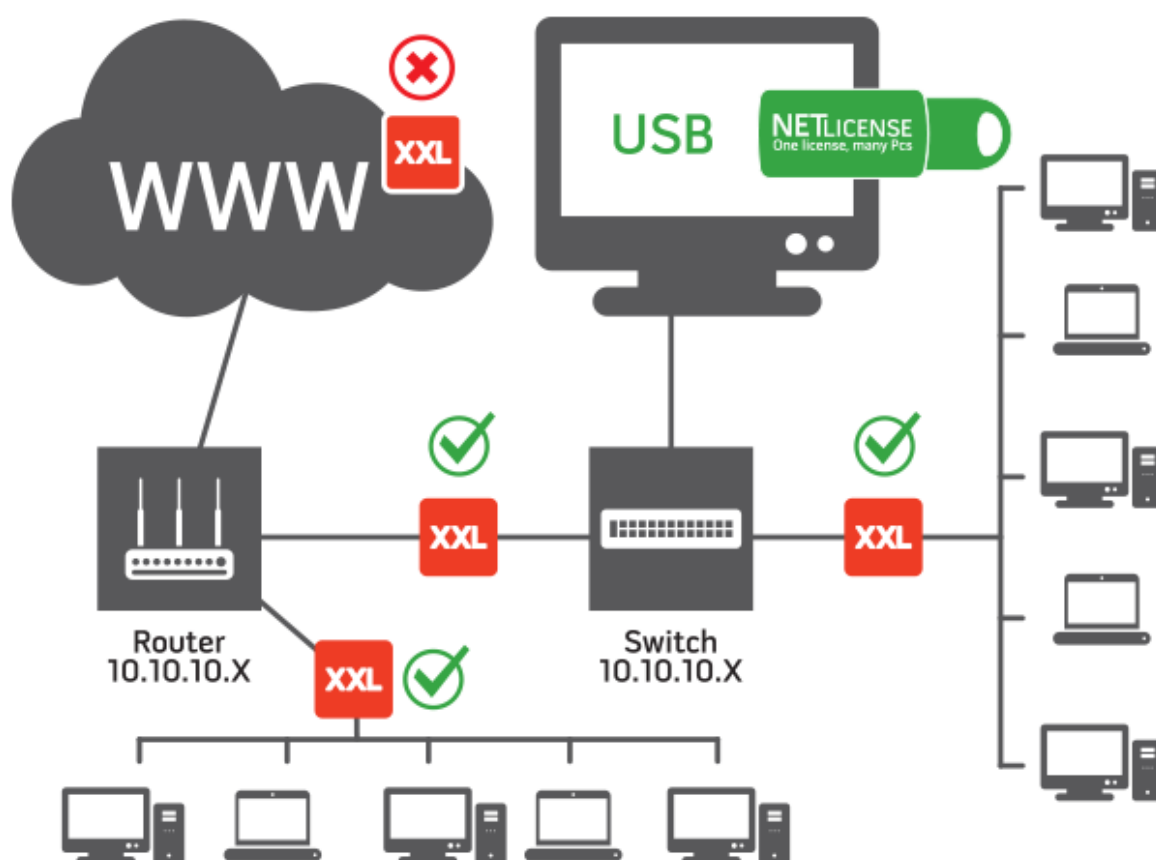 XXL
WWW
USB
NETLICENSE
One license, many Pcs
XXL
XXL
Router
10.10.10.X
Switch
10.10.10.X
XXL